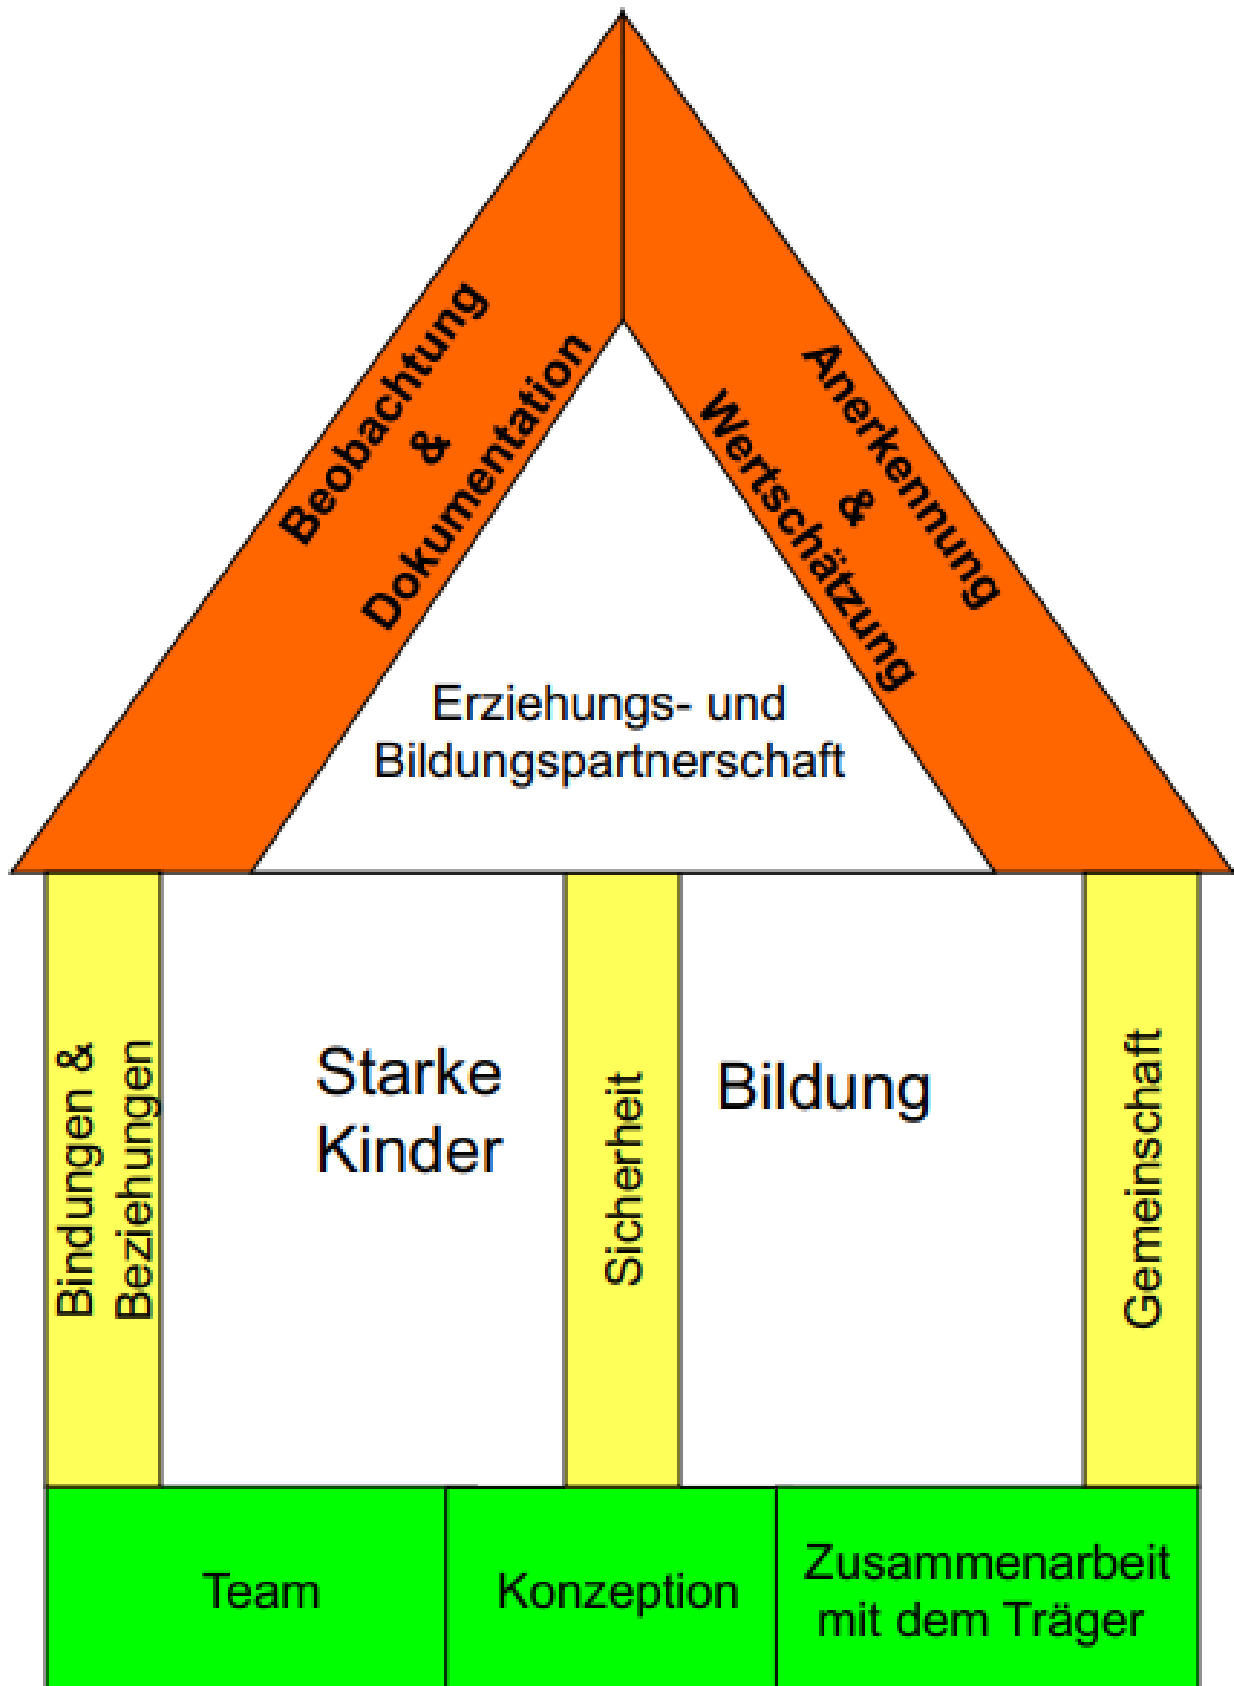 Beobachtung
&
Dokumentation
Anerkennung
&
Wertschätzung
Erziehungs- und
Bildungspartnerschaft
Bindungen &
Beziehungen
Starke
Kinder
Sicherheit
Bildung
Gemeinschaft
Team
Konzeption
Zusammenarbeit
mit dem Träger